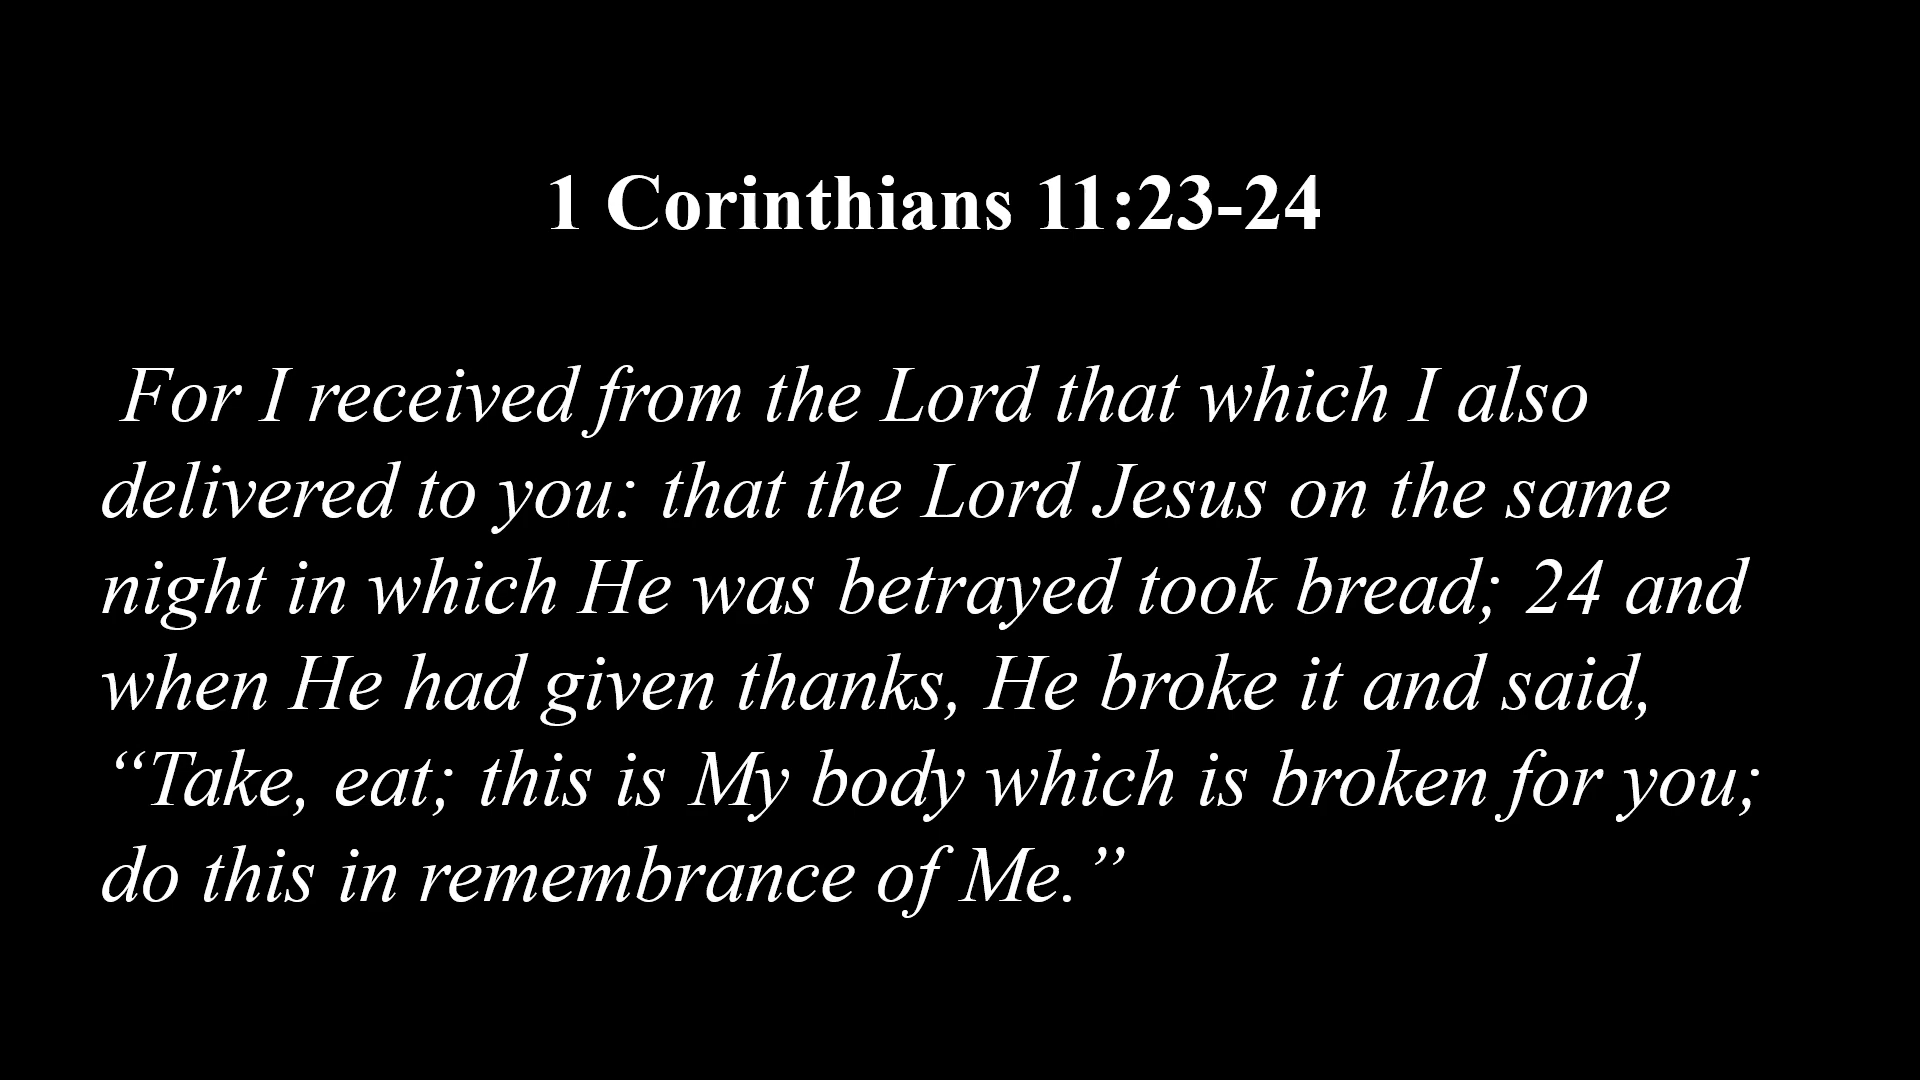 1 Corinthians 11:23-24
For I received from the Lord that which I also
delivered to you: that the Lord Jesus on the same
night in which He was betrayed took bread; 24 and
when He had given thanks, He broke it and said,
“Take, eat; this is My body which is broken for you;
do this in remembrance of Me.”